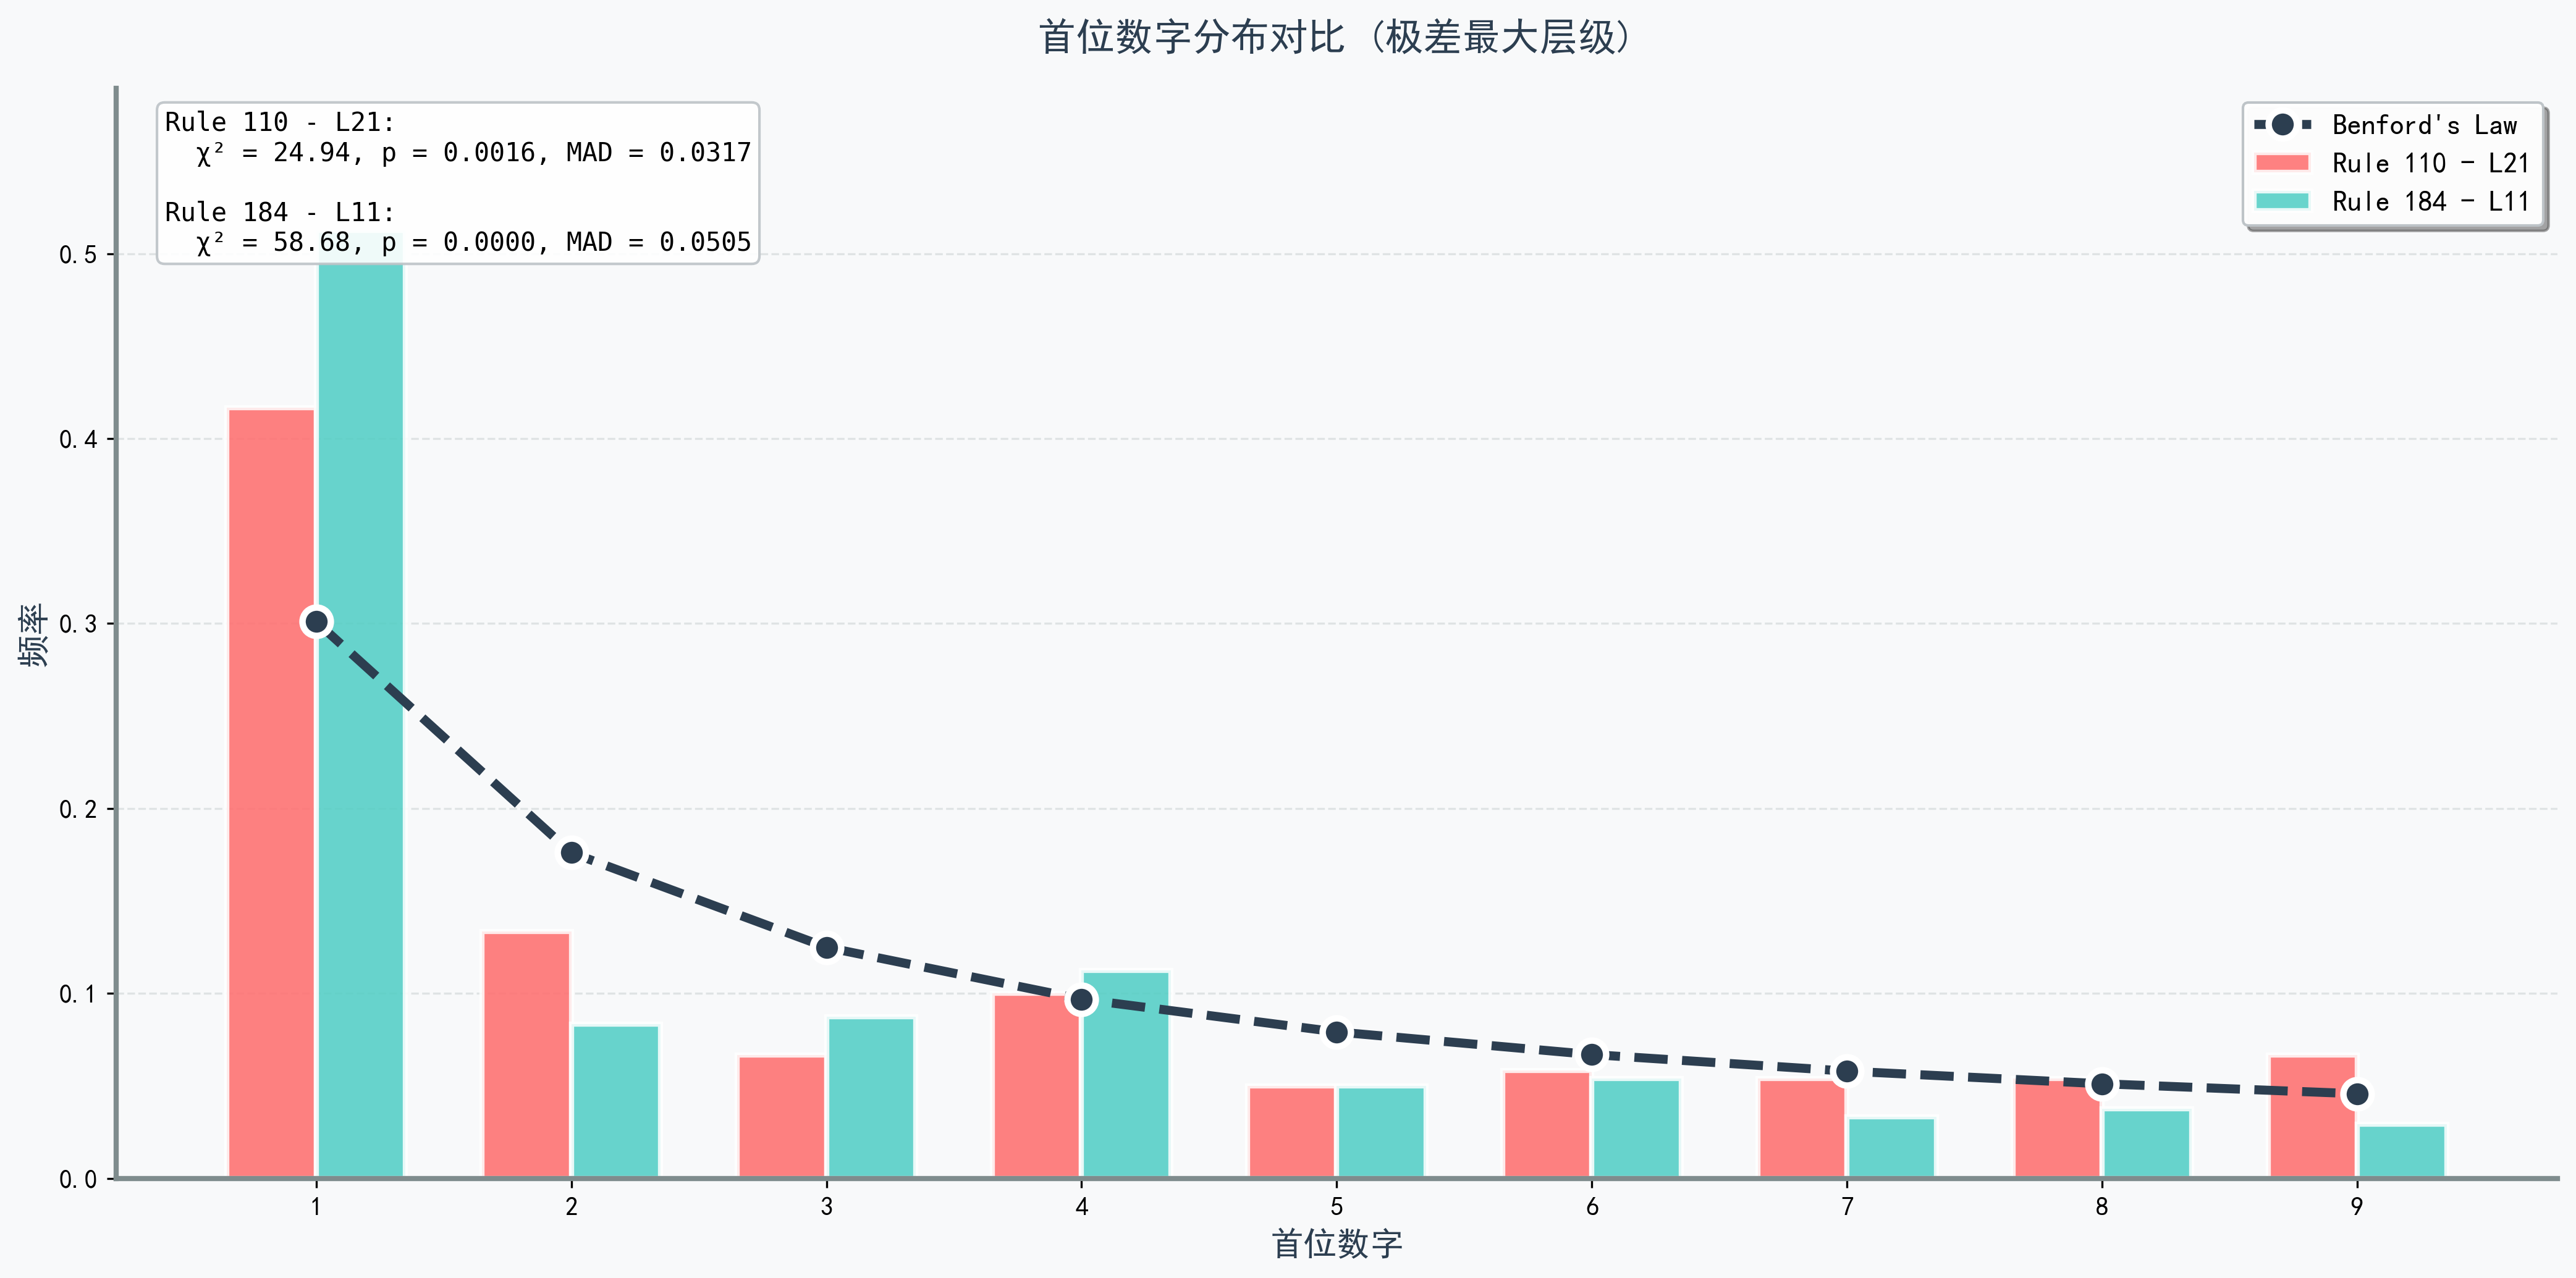 首位数字分布对比 (极差最大层级)
Rule 110 - L21:
χ² = 24.94, p = 0.0016, MAD = 0.0317
Rule 184 - L11:
χ² = 58.68, p = 0.0000, MAD = 0.0505
Benford's Law
Rule 110 - L21
Rule 184 - L11
频率
0.5
0.4
0.3
0.2
0.1
0.0
1 2 3 4 5 6 7 8 9
首位数字